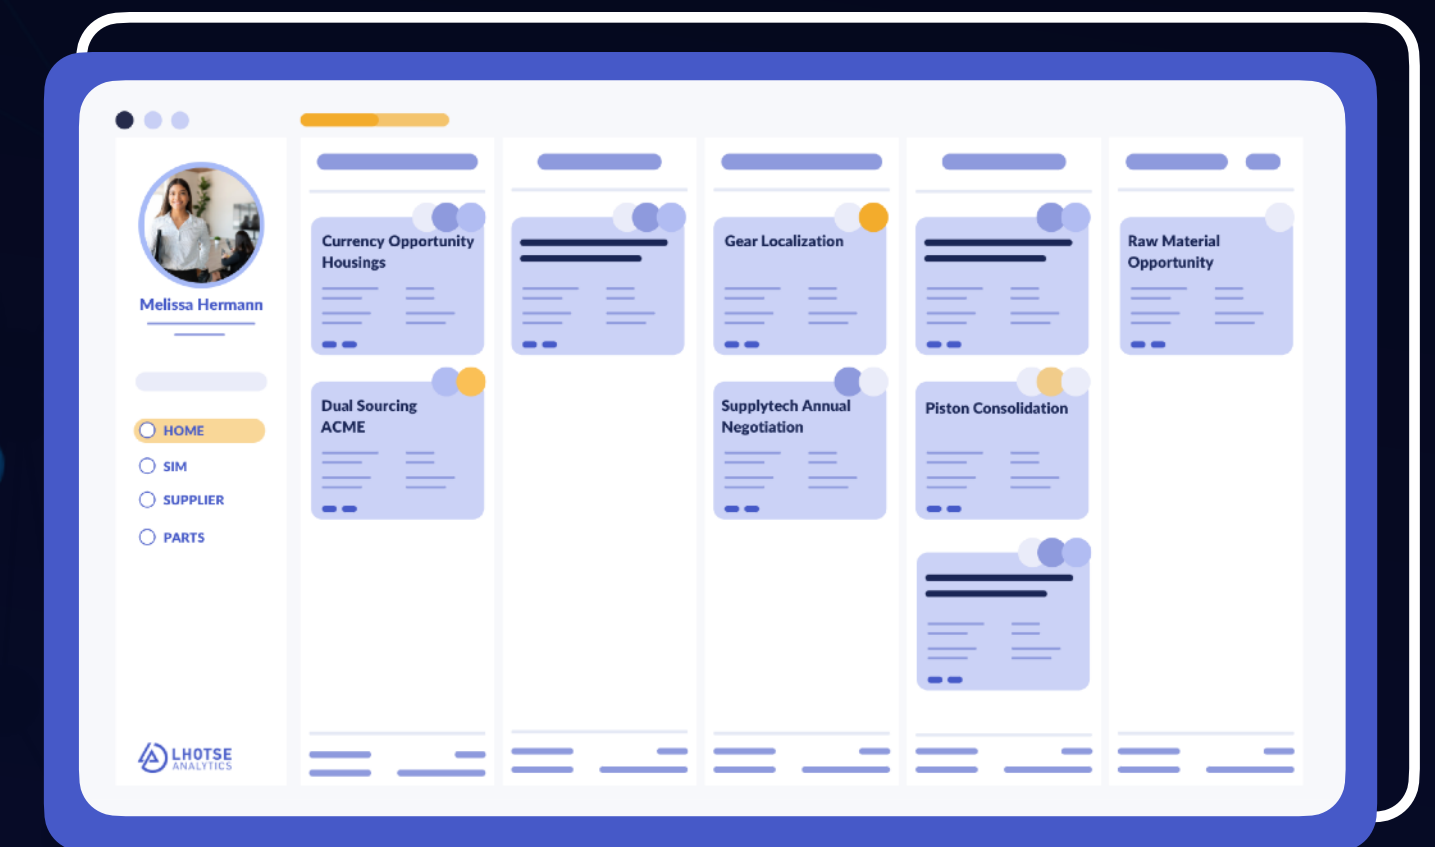 Melissa Hermann
HOME
SIM
SUPPLIER
PARTS
LHOTSE
ANALYTICS
Currency Opportunity
Housings
Dual Sourcing
ACME
Gear Localization
Supplytech Annual
Negotiation
Piston Consolidation
Raw Material
Opportunity